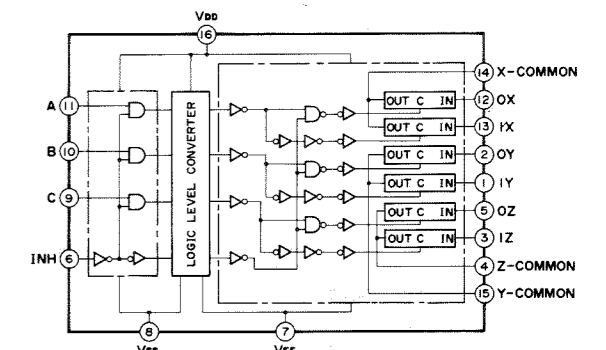 VDD
16
14 X-COMMON
A 11
OUT C IN 12 0X
OUT C IN 13 1X
B 10
LOGIC LEVEL CONVERTER
OUT C IN 2 0Y
OUT C IN 1 1Y
C 9
OUT C IN 5 0Z
OUT C IN 3 1Z
INH 6
4 Z-COMMON
15 Y-COMMON
8
7